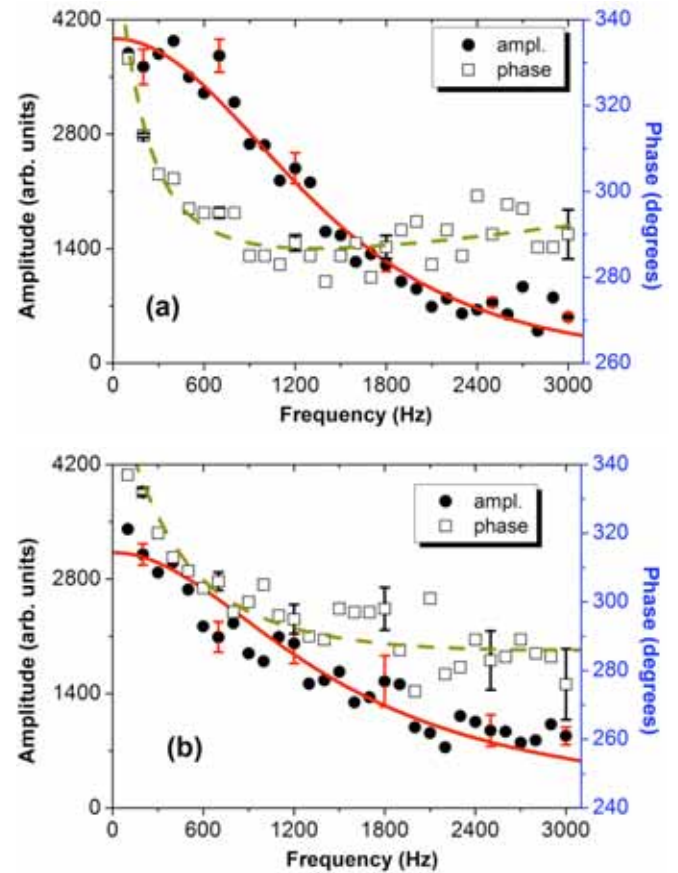 4200
2800
1400
0
Amplitude (arb. units)
340
320
300
280
260
Phase (degrees)
ampl.
phase
(a)
0 600 1200 1800 2400 3000
Frequency (Hz)
4200
2800
1400
0
Amplitude (arb. units)
340
320
300
280
260
240
Phase (degrees)
ampl.
phase
(b)
0 600 1200 1800 2400 3000
Frequency (Hz)